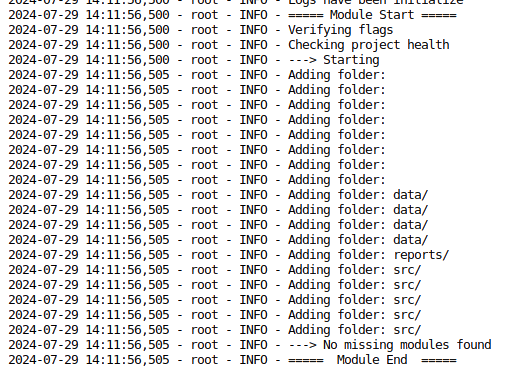 2024-07-29 14:11:56,500 - root - INFO - Logs have been initialize
2024-07-29 14:11:56,500 - root - INFO - ===== Module Start =====
2024-07-29 14:11:56,500 - root - INFO - Verifying flags
2024-07-29 14:11:56,500 - root - INFO - Checking project health
2024-07-29 14:11:56,500 - root - INFO - ---> Starting
2024-07-29 14:11:56,505 - root - INFO - Adding folder:
2024-07-29 14:11:56,505 - root - INFO - Adding folder:
2024-07-29 14:11:56,505 - root - INFO - Adding folder:
2024-07-29 14:11:56,505 - root - INFO - Adding folder:
2024-07-29 14:11:56,505 - root - INFO - Adding folder:
2024-07-29 14:11:56,505 - root - INFO - Adding folder:
2024-07-29 14:11:56,505 - root - INFO - Adding folder:
2024-07-29 14:11:56,505 - root - INFO - Adding folder:
2024-07-29 14:11:56,505 - root - INFO - Adding folder: data/
2024-07-29 14:11:56,505 - root - INFO - Adding folder: data/
2024-07-29 14:11:56,505 - root - INFO - Adding folder: data/
2024-07-29 14:11:56,505 - root - INFO - Adding folder: data/
2024-07-29 14:11:56,505 - root - INFO - Adding folder: reports/
2024-07-29 14:11:56,505 - root - INFO - Adding folder: src/
2024-07-29 14:11:56,505 - root - INFO - Adding folder: src/
2024-07-29 14:11:56,505 - root - INFO - Adding folder: src/
2024-07-29 14:11:56,505 - root - INFO - Adding folder: src/
2024-07-29 14:11:56,505 - root - INFO - Adding folder: src/
2024-07-29 14:11:56,505 - root - INFO - ---> No missing modules found
2024-07-29 14:11:56,505 - root - INFO - =====  Module End  =====